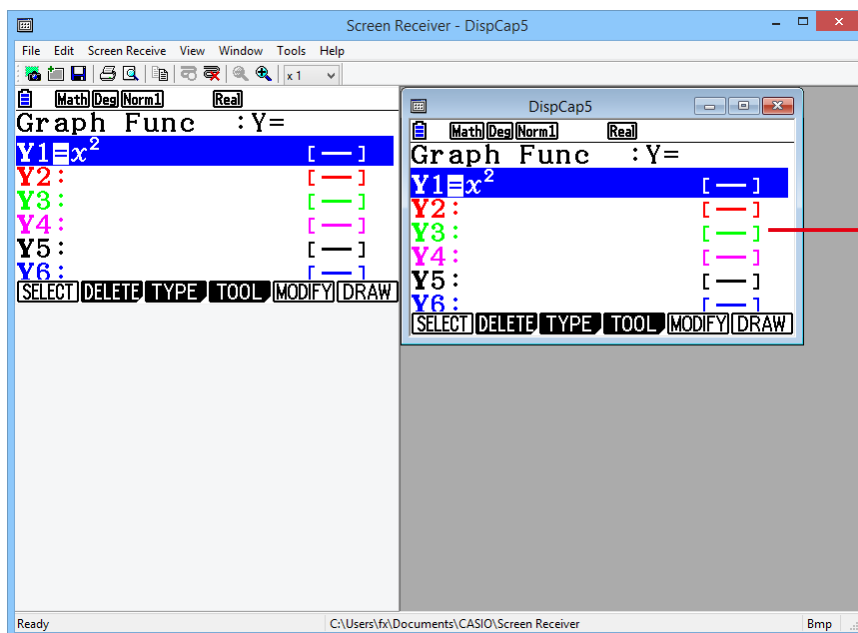 Screen Receiver - DispCap5
File Edit Screen Receive View Window Tools Help
x 1
Math Deg Norm1 Real
Graph Func :Y=
Y1=x² [—]
Y2: [—]
Y3: [—]
Y4: [—]
Y5: [—]
Y6: [—]
SELECT DELETE TYPE TOOL MODIFY DRAW
DispCap5
Math Deg Norm1 Real
Graph Func :Y=
Y1=x² [—]
Y2: [—]
Y3: [—]
Y4: [—]
Y5: [—]
Y6: [—]
SELECT DELETE TYPE TOOL MODIFY DRAW
Ready C:\Users\fx\Documents\CASIO\Screen Receiver Bmp